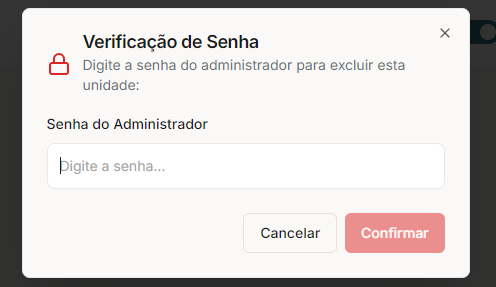 Verificação de Senha
Digite a senha do administrador para excluir esta
unidade:
Senha do Administrador
Digite a senha...
Cancelar
Confirmar